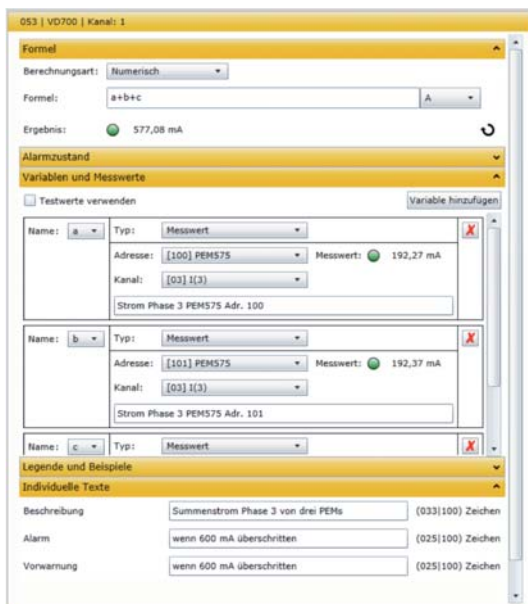 053 | VD700 | Kanal: 1
Formel
Berechnungsart: Numerisch
Formel: a+b+c A
Ergebnis: 577,08 mA
Alarmzustand
Variablen und Messwerte
Testwerte verwenden Variable hinzufügen
Name: a Typ: Messwert X
Adresse: [100] PEM575 Messwert: 192,27 mA
Kanal: [03] I(3)
Strom Phase 3 PEM575 Adr. 100
Name: b Typ: Messwert X
Adresse: [101] PEM575 Messwert: 192,37 mA
Kanal: [03] I(3)
Strom Phase 3 PEM575 Adr. 101
Name: c Typ: Messwert X
Legende und Beispiele
Individuelle Texte
Beschreibung Summenstrom Phase 3 von drei PEMs (033|100) Zeichen
Alarm wenn 600 mA überschritten (025|100) Zeichen
Vorwarnung wenn 600 mA überschritten (025|100) Zeichen